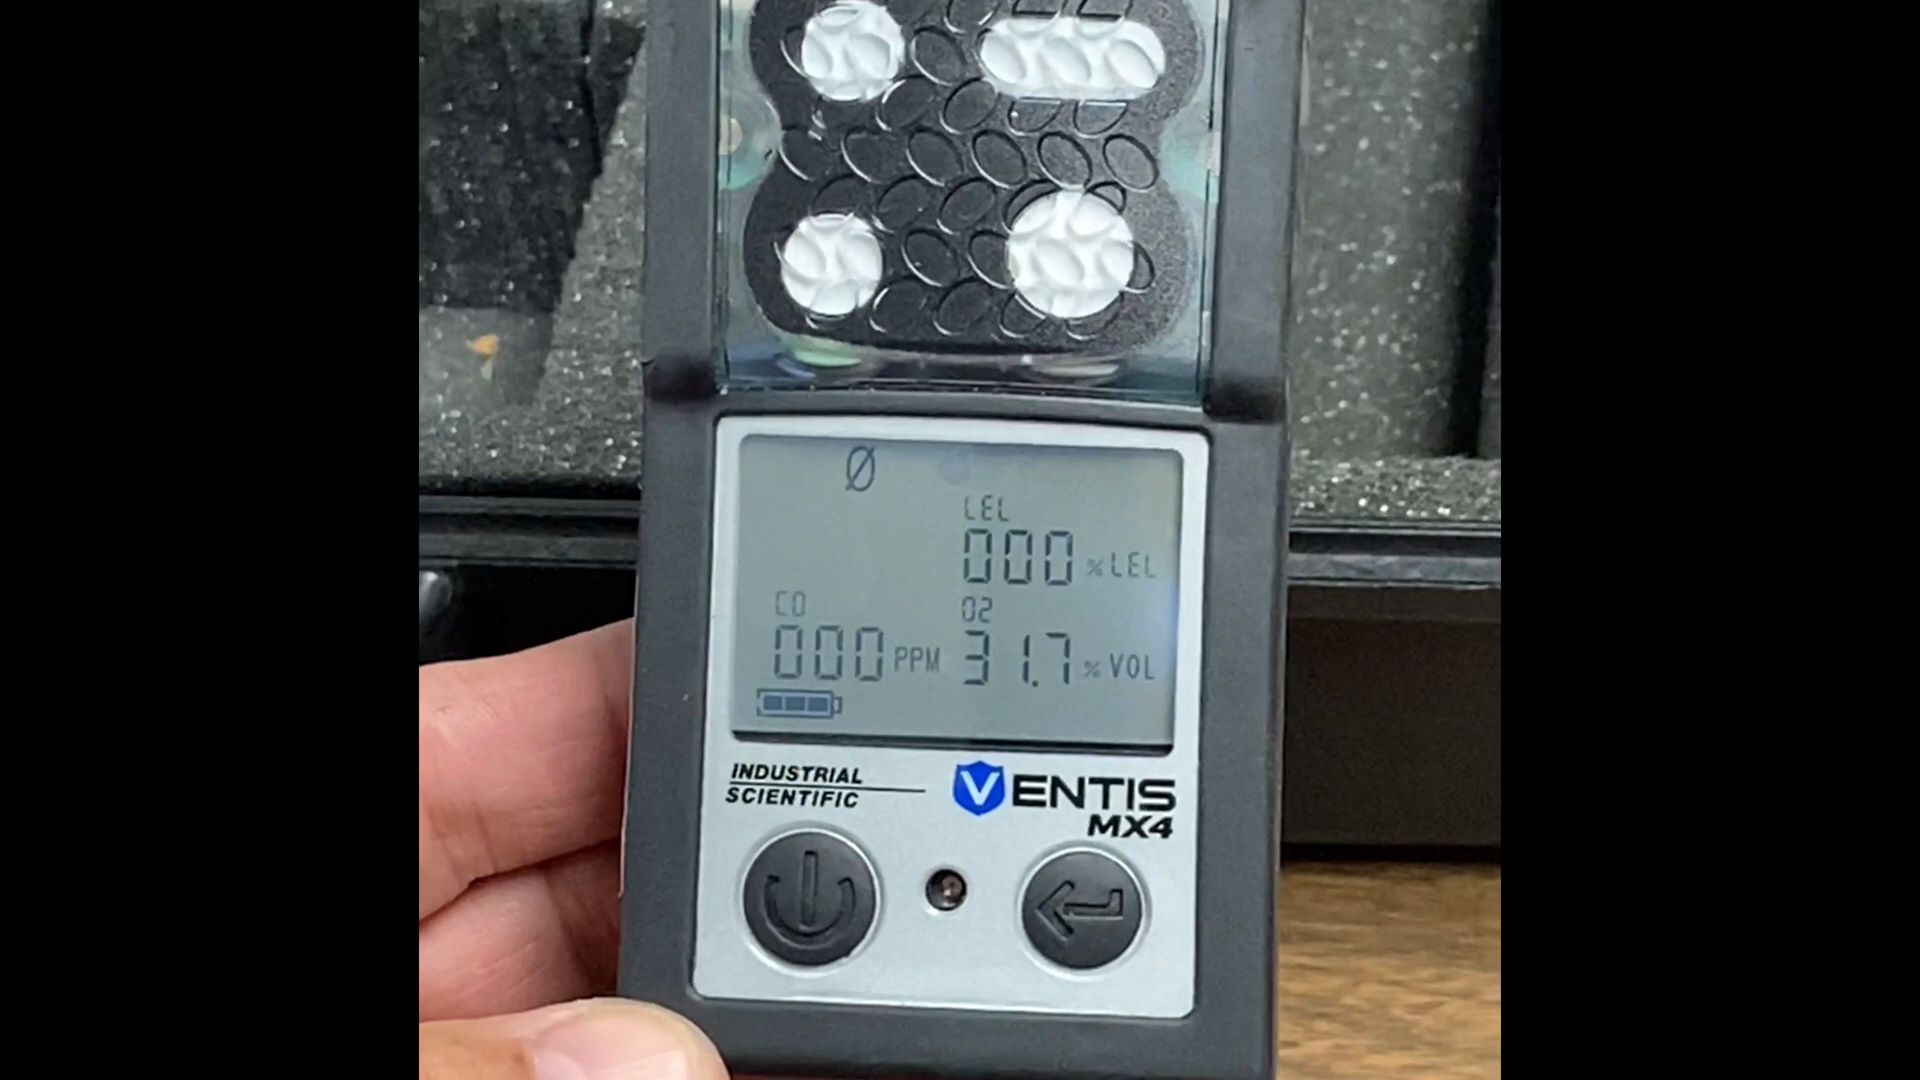 Ø
LEL
000 % LEL
CO O2
000 PPM 31.7 % VOL
INDUSTRIAL
SCIENTIFIC
VENTIS
MX4